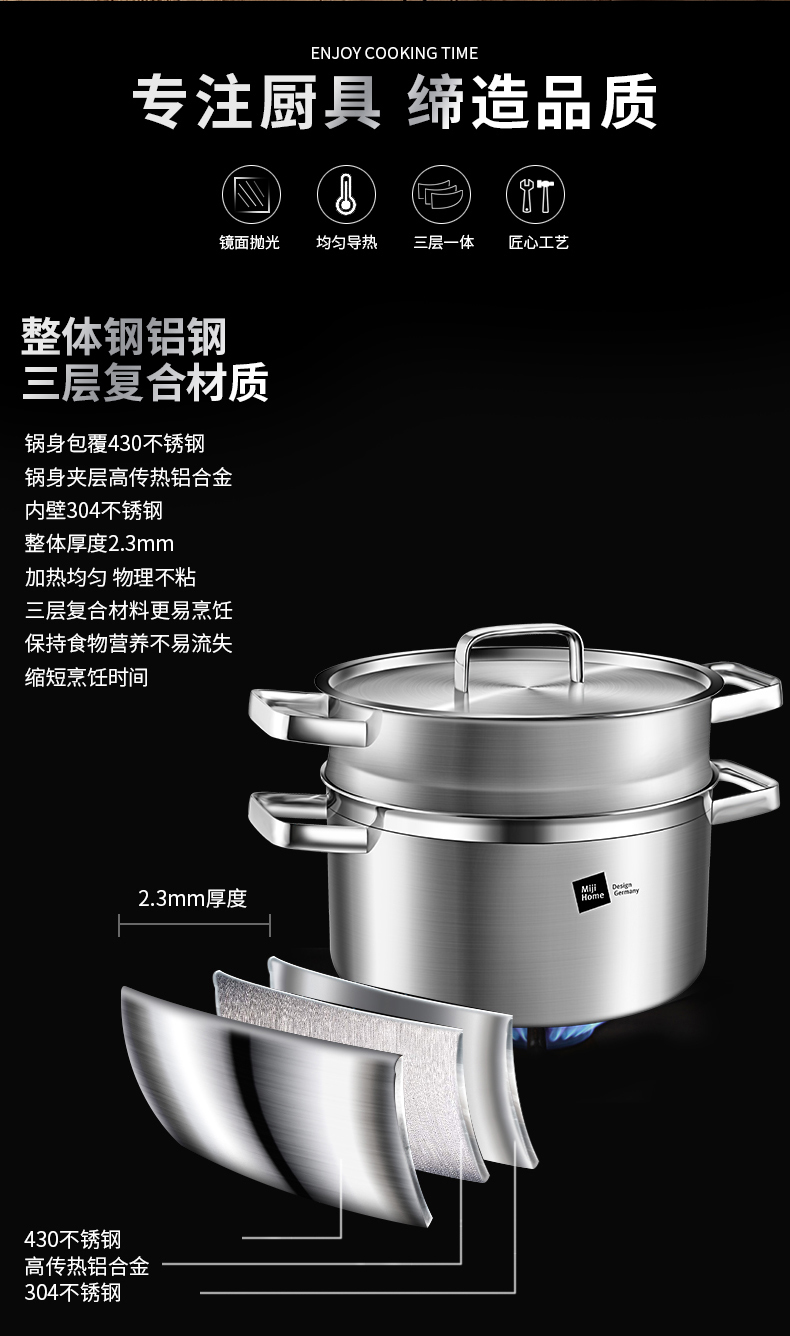 ENJOY COOKING TIME
专注厨具 缔造品质
镜面抛光
均匀导热
三层一体
匠心工艺
整体钢铝钢
三层复合材质
锅身包覆430不锈钢
锅身夹层高传热铝合金
内壁304不锈钢
整体厚度2.3mm
加热均匀 物理不粘
三层复合材料更易烹饪
保持食物营养不易流失
缩短烹饪时间
Miji
Home
Design
Germany
2.3mm厚度
430不锈钢
高传热铝合金
304不锈钢